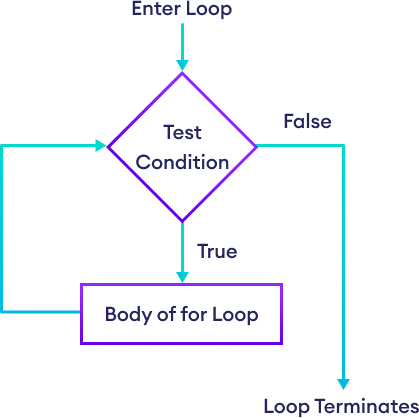 Enter Loop
Test
Condition
False
True
Body of for Loop
Loop Terminates